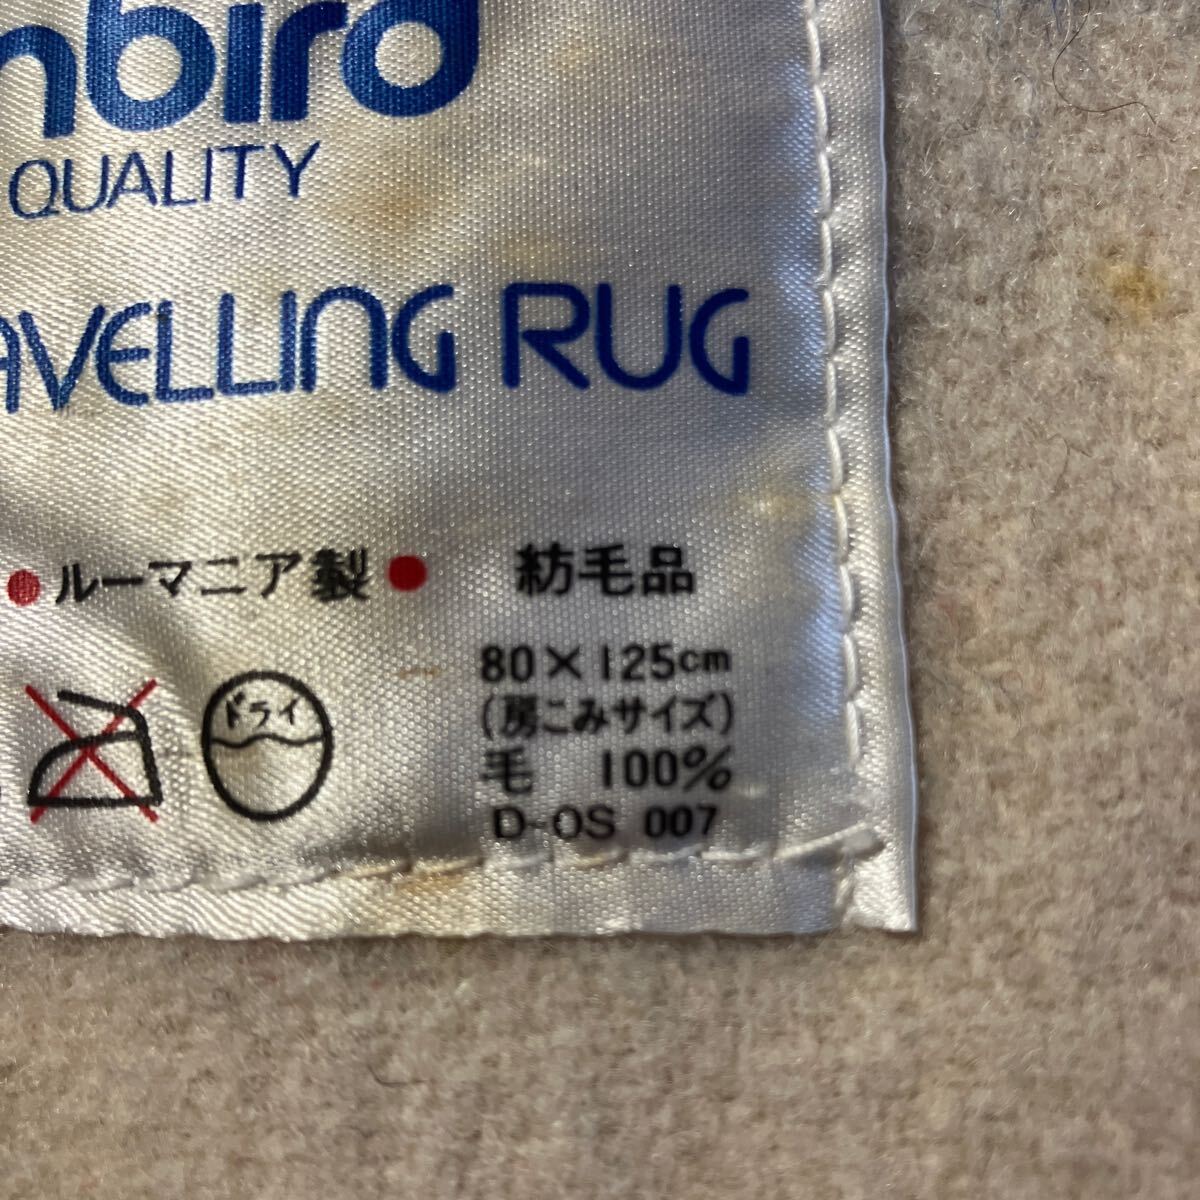 nbird
QUALITY
AVELLING RUG
ルーマニア製 紡毛品
80×125cm
(房こみサイズ)
ドライ
毛 100%
D-OS 007